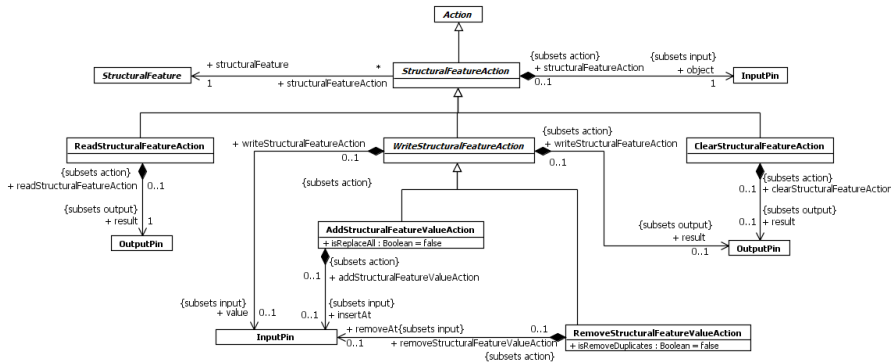 Action
+ structuralFeature
*
{subsets action}
+ structuralFeatureAction
{subsets input}
+ object
StructuralFeature
StructuralFeatureAction
InputPin
1
+ structuralFeatureAction
0..1
1
ReadStructuralFeatureAction
+ writeStructuralFeatureAction
0..1
WriteStructuralFeatureAction
{subsets action}
+ writeStructuralFeatureAction
0..1
ClearStructuralFeatureAction
{subsets action}
+ readStructuralFeatureAction
0..1
{subsets action}
{subsets action}
0..1
+ clearStructuralFeatureAction
{subsets output}
+ result
1
OutputPin
AddStructuralFeatureValueAction
+ isReplaceAll : Boolean = false
{subsets output}
+ result
0..1
0..1
{subsets output}
+ result
OutputPin
{subsets action}
0..1
+ addStructuralFeatureValueAction
{subsets input}
+ value
0..1
{subsets input}
0..1
+ insertAt
InputPin
+ removeAt{subsets input}
0..1
0..1
+ removeStructuralFeatureValueAction
{subsets action}
RemoveStructuralFeatureValueAction
+ isRemoveDuplicates : Boolean = false